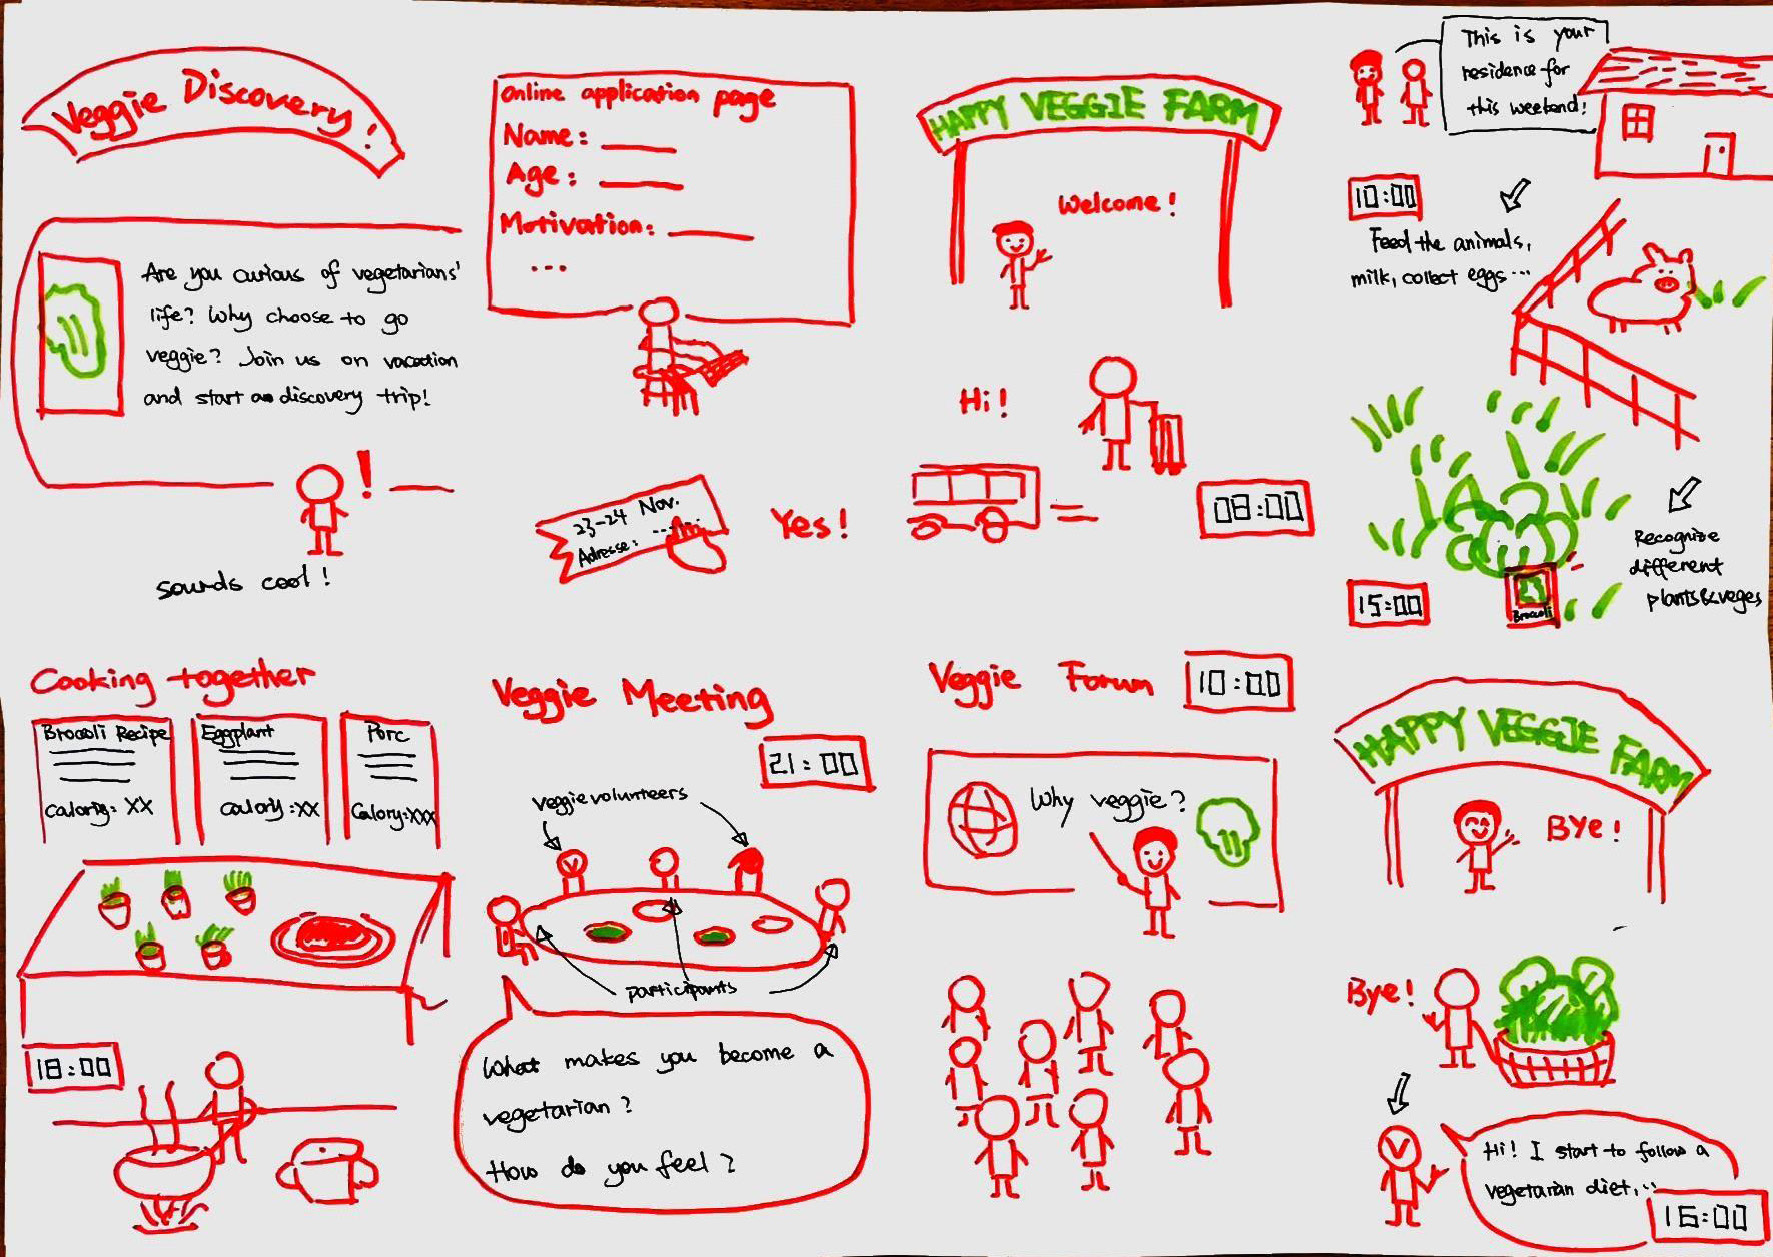 Veggie Discovery!
Are you curious of vegetarians'
life? Why choose to go
veggie? Join us on vacation
and start a discovery trip!
!
sounds cool!
Online application page
Name: ____
Age: ____
Motivation: ____
...
23-24 Nov.
Adresse: ......
Yes!
HAPPY VEGGIE FARM
Welcome!
Hi!
08:00
This is your
residence for
this weekend!
10:00
Feed the animals,
milk, collect eggs...
15:00
Broccoli
Recognize
different
plants&veges
Cooking together
Broccoli Recipe
Calory: XX
Eggplant
Calory: XX
Porc
Calory: XXX
18:00
Veggie Meeting
21:00
veggie volunteers
V
participants
What makes you become a
vegetarian?
How do you feel?
Veggie Forum
10:00
Why veggie?
HAPPY VEGGIE FARM
BYe!
Bye!
V
Hi! I start to follow a
vegetarian diet,...
16:00